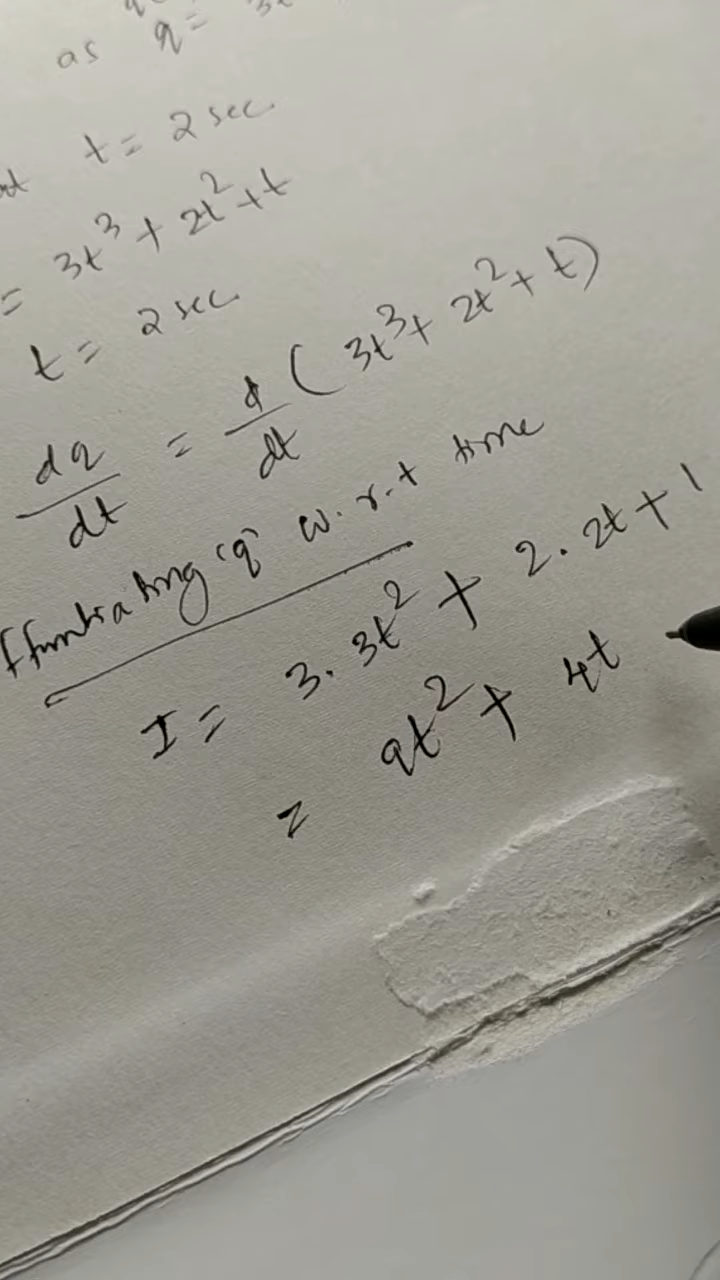 as q =
t = 2 sec.
= 3t³ + 2t² + t
t = 2 sec.
dq/dt = d/dt (3t³ + 2t² + t)
'q' w.r.t time
I = 3.3t² + 2.2t + 1
= 9t² + 4t